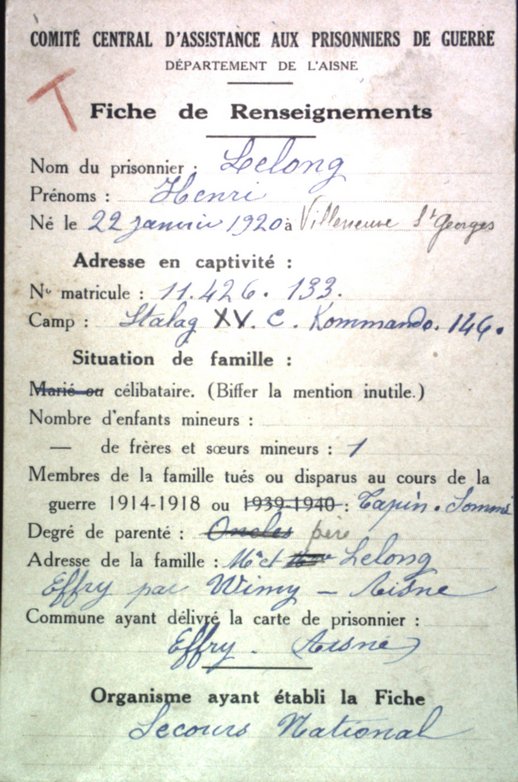 COMITÉ CENTRAL D'ASSISTANCE AUX PRISONNIERS DE GUERRE
DÉPARTEMENT DE L'AISNE
T
Fiche de Renseignements
Nom du prisonnier : Lelong
Prénoms : Henri
Né le 22 janvier 1920 à Villeneuve St Georges
Adresse en captivité :
No matricule : 11.426. 133.
Camp : Stalag XV. C. Kommando. 146.
Situation de famille :
Marié ou célibataire. (Biffer la mention inutile.)
Nombre d'enfants mineurs :
— de frères et sœurs mineurs : 1
Membres de la famille tués ou disparus au cours de la
guerre 1914-1918 ou 1939-1940 : Tapin. Somme
Degré de parenté : Oncles père
Adresse de la famille : Mr et Lelong
Effry par Wimy — Aisne
Commune ayant délivré la carte de prisonnier :
Effry. Aisne)
Organisme ayant établi la Fiche
Secours National